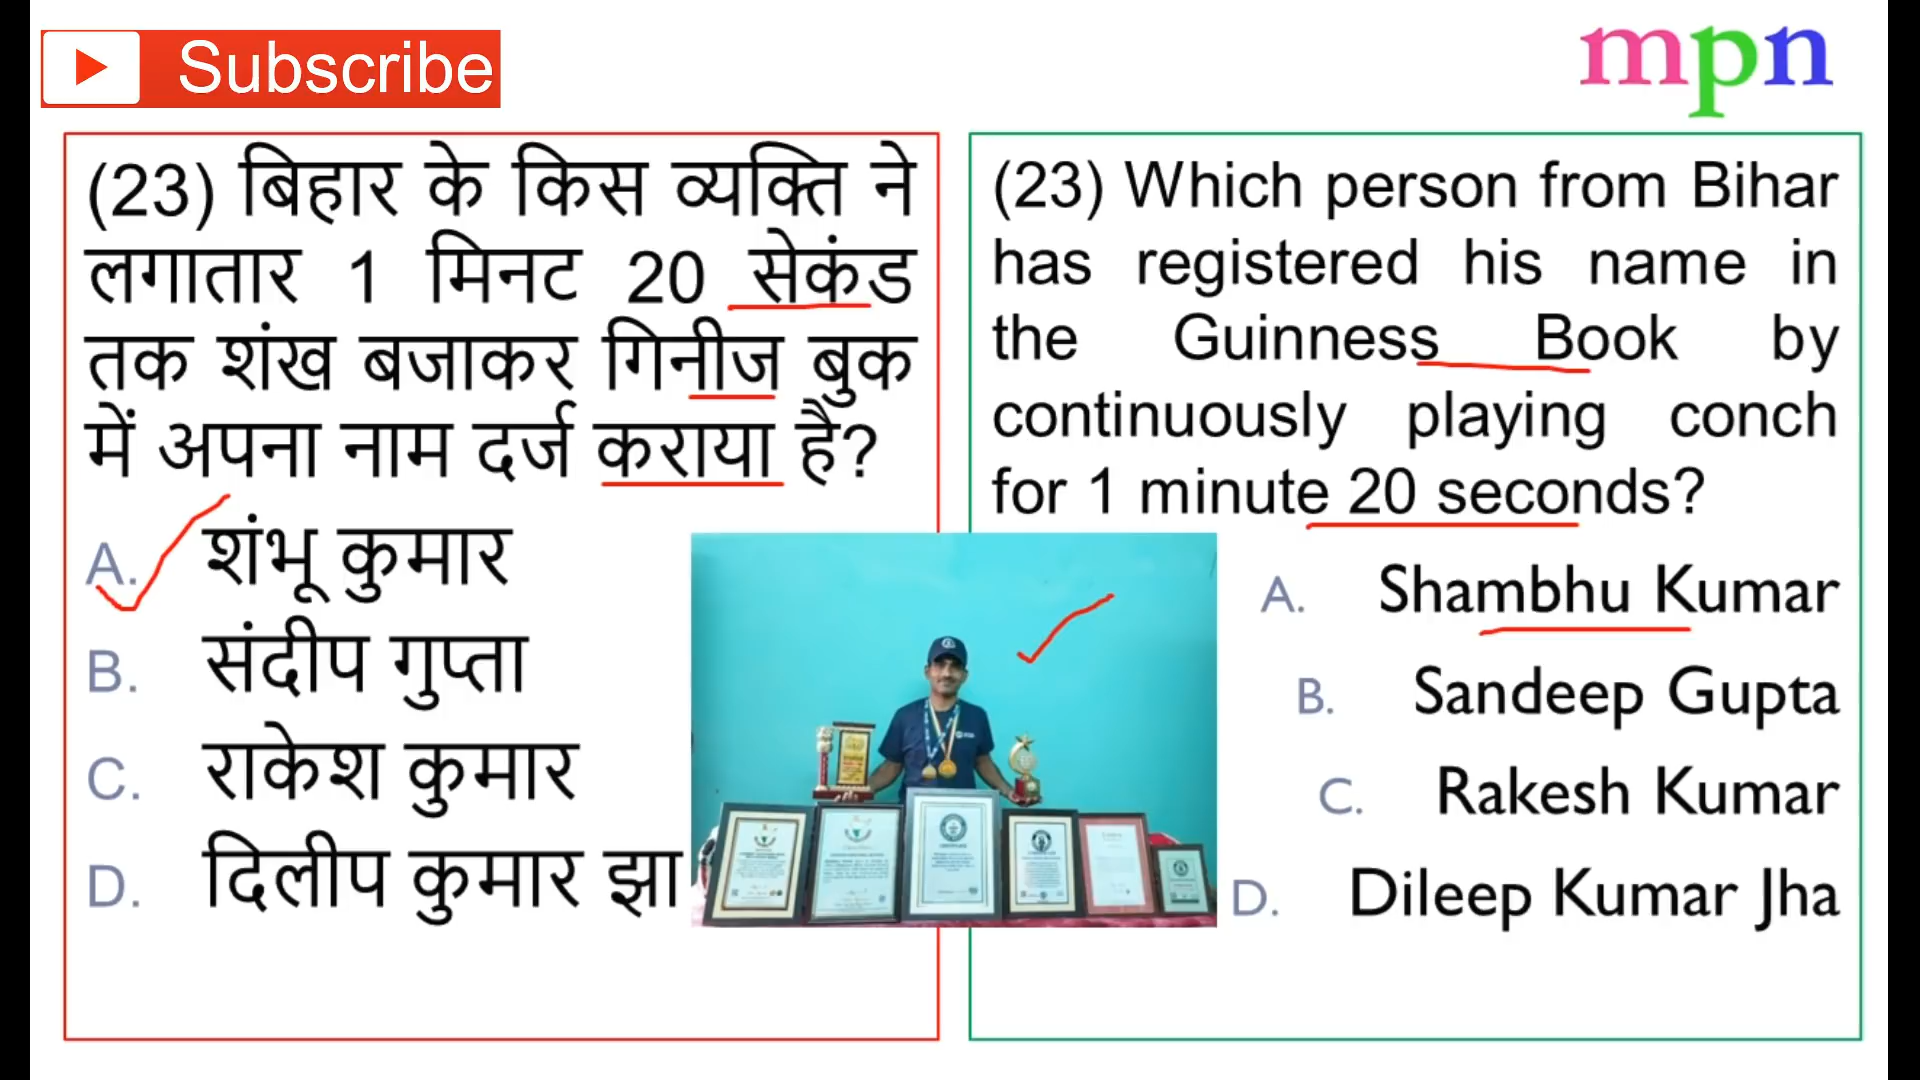 Subscribe
mpn
(23) बिहार के किस व्यक्ति ने
लगातार 1 मिनट 20 सेकंड
तक शंख बजाकर गिनीज बुक
में अपना नाम दर्ज कराया है?
A. शंभू कुमार
B. संदीप गुप्ता
C. राकेश कुमार
D. दिलीप कुमार झा
(23) Which person from Bihar
has registered his name in
the Guinness Book by
continuously playing conch
for 1 minute 20 seconds?
A. Shambhu Kumar
B. Sandeep Gupta
C. Rakesh Kumar
D. Dileep Kumar Jha